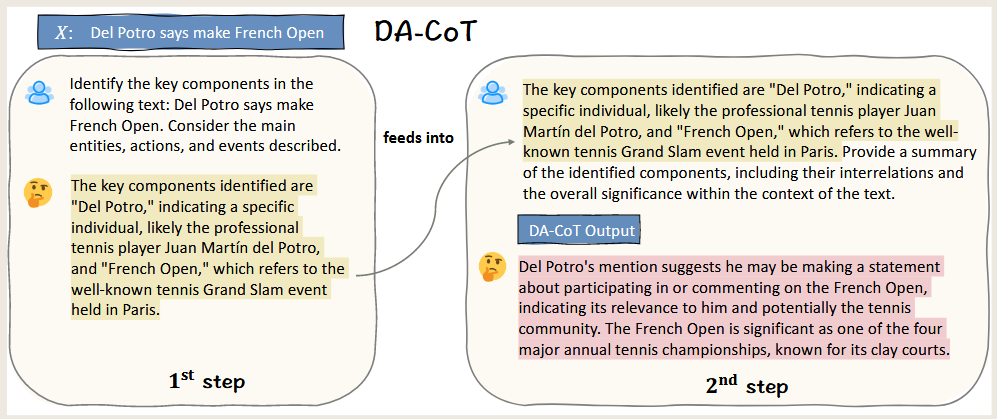 X: Del Potro says make French Open
DA-CoT
Identify the key components in the
following text: Del Potro says make
French Open. Consider the main
entities, actions, and events described.
The key components identified are
"Del Potro," indicating a specific
individual, likely the professional
tennis player Juan Martín del Potro,
and "French Open," which refers to the
well-known tennis Grand Slam event
held in Paris.
1st step
feeds into
The key components identified are "Del Potro," indicating a
specific individual, likely the professional tennis player Juan
Martín del Potro, and "French Open," which refers to the well-
known tennis Grand Slam event held in Paris. Provide a summary
of the identified components, including their interrelations and
the overall significance within the context of the text.
DA-CoT Output
Del Potro's mention suggests he may be making a statement
about participating in or commenting on the French Open,
indicating its relevance to him and potentially the tennis
community. The French Open is significant as one of the four
major annual tennis championships, known for its clay courts.
2nd step